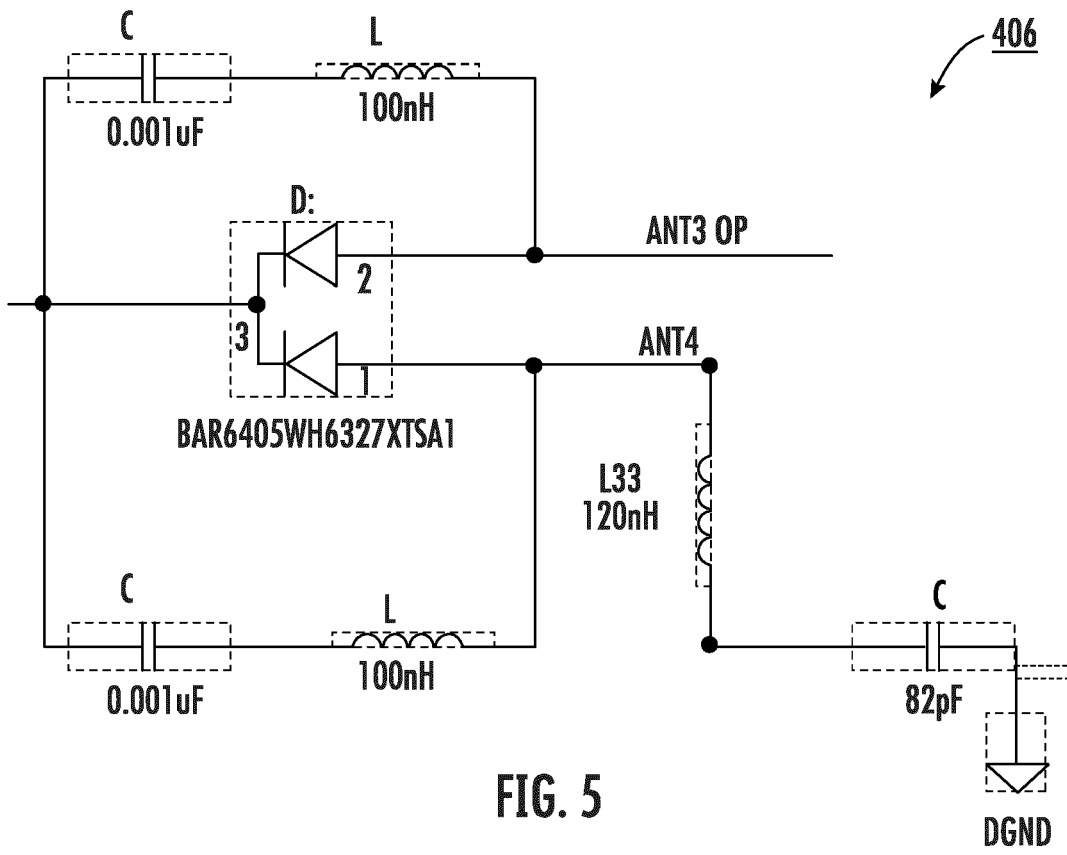 C
L
406
0.001uF
100nH
D:
ANT3 OP
2
3
ANT4
1
BAR6405WH6327XTSA1
L33
120nH
C
L
C
0.001uF
100nH
82pF
FIG. 5
DGND